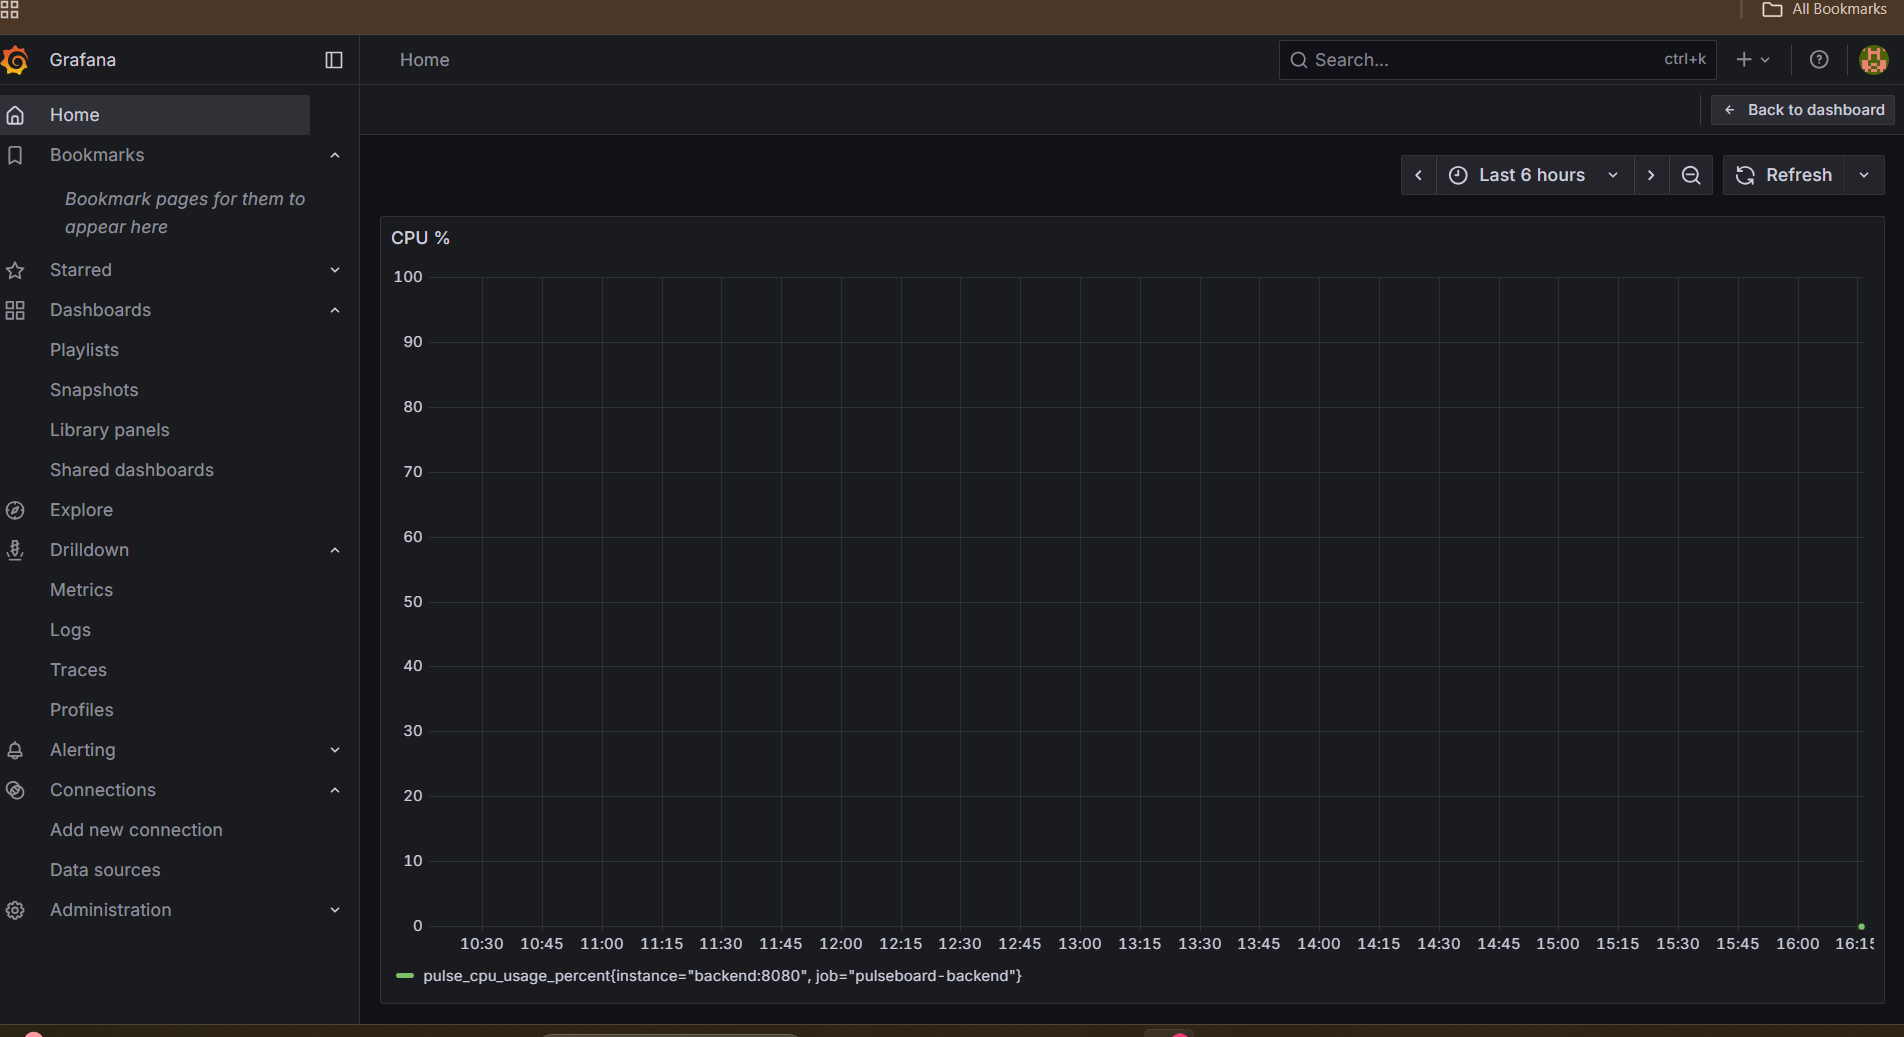 All Bookmarks
Grafana
Home
Search...
ctrl+k
Back to dashboard
Home
Bookmarks
Bookmark pages for them to
appear here
Starred
Dashboards
Playlists
Snapshots
Library panels
Shared dashboards
Explore
Drilldown
Metrics
Logs
Traces
Profiles
Alerting
Connections
Add new connection
Data sources
Administration
Last 6 hours
Refresh
CPU %
100
90
80
70
60
50
40
30
20
10
0
10:30 10:45 11:00 11:15 11:30 11:45 12:00 12:15 12:30 12:45 13:00 13:15 13:30 13:45 14:00 14:15 14:30 14:45 15:00 15:15 15:30 15:45 16:00 16:15
pulse_cpu_usage_percent{instance="backend:8080", job="pulseboard-backend"}